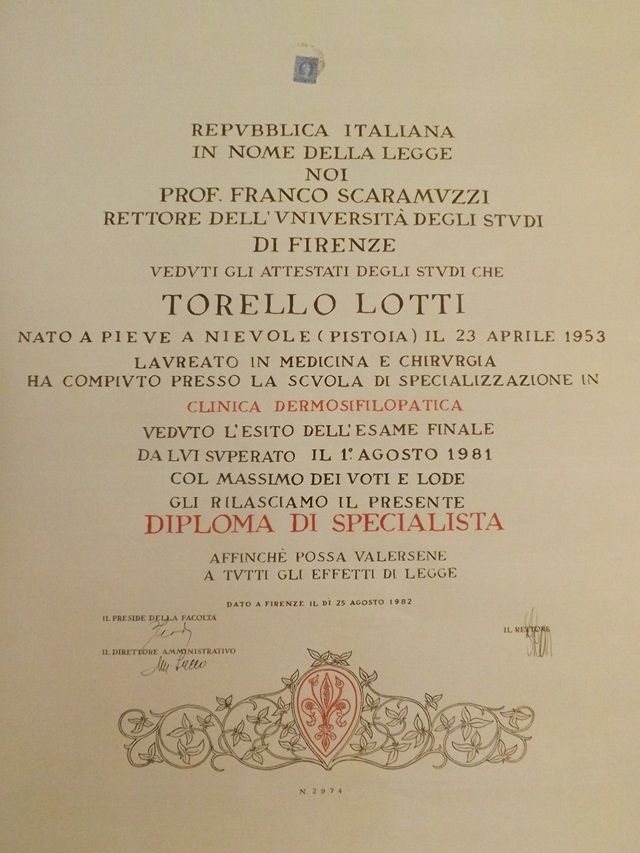 REPVBBLICA ITALIANA
IN NOME DELLA LEGGE
NOI
PROF. FRANCO SCARAMVZZI
RETTORE DELL'VNIVERSITÀ DEGLI STVDI
DI FIRENZE
VEDVTI GLI ATTESTATI DEGLI STVDI CHE
TORELLO LOTTI
NATO A PIEVE A NIEVOLE (PISTOIA) IL 23 APRILE 1953
LAVREATO IN MEDICINA E CHIRVRGIA
HA COMPIVTO PRESSO LA SCVOLA DI SPECIALIZZAZIONE IN
CLINICA DERMOSIFILOPATICA
VEDVTO L'ESITO DELL'ESAME FINALE
DA LVI SVPERATO IL 1º AGOSTO 1981
COL MASSIMO DEI VOTI E LODE
GLI RILASCIAMO IL PRESENTE
DIPLOMA DI SPECIALISTA
AFFINCHÈ POSSA VALERSENE
A TVTTI GLI EFFETTI DI LEGGE
DATO A FIRENZE IL DÌ 25 AGOSTO 1982
IL PRESIDE DELLA FACOLTÀ
IL RETTORE
IL DIRETTORE AMMINISTRATIVO
N. 2974